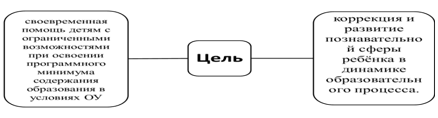 своевременная
помощь детям с
ограниченными
возможностями
при освоении
программного
минимума
содержания
образования в
условиях ОУ
Цель
коррекция и
развитие
познавательно
й сферы
ребёнка в
динамике
образовательн
ого процесса.